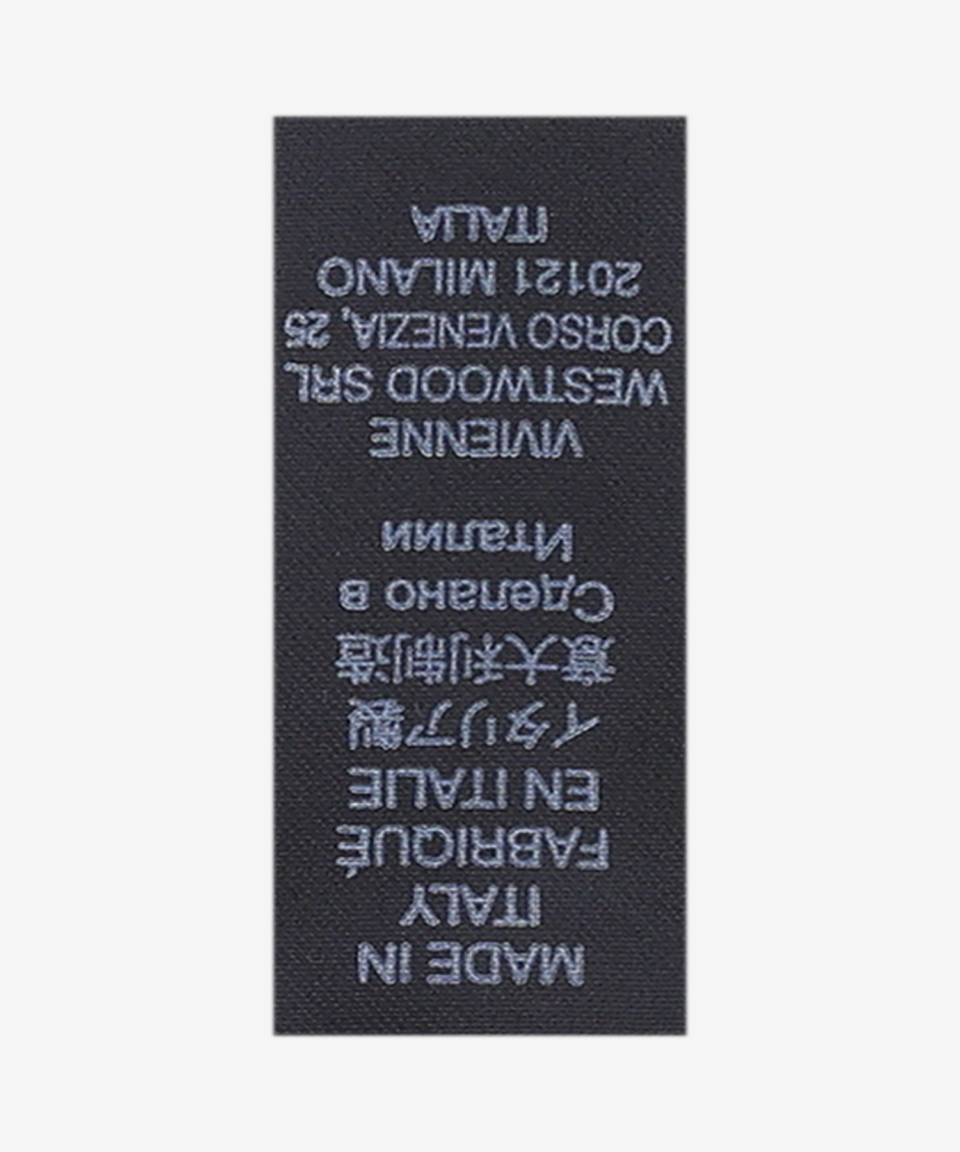 MADE IN
ITALY
FABRIQUÉ
EN ITALIE
イタリア製
意大利制造
Сделано в
Италии
VIVIENNE
WESTWOOD SRL
CORSO VENEZIA, 25
20121 MILANO
ITALIA